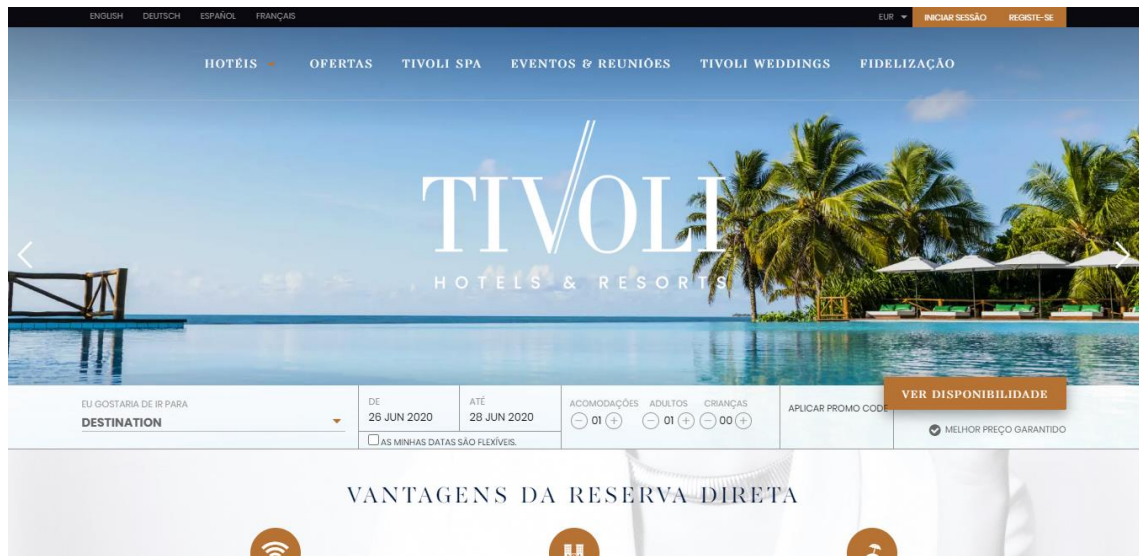 ENGLISH DEUTSCH ESPAÑOL FRANÇAIS EUR INICIAR SESSÃO REGISTE-SE
HOTÉIS OFERTAS TIVOLI SPA EVENTOS & REUNIÕES TIVOLI WEDDINGS FIDELIZAÇÃO
TIVOLI
HOTELS & RESORTS
EU GOSTARIA DE IR PARA
DESTINATION
DE
26 JUN 2020
ATÉ
28 JUN 2020
AS MINHAS DATAS SÃO FLEXÍVEIS.
ACOMODAÇÕES ADULTOS CRIANÇAS
01 01 00
APLICAR PROMO CODE
VER DISPONIBILIDADE
MELHOR PREÇO GARANTIDO
VANTAGENS DA RESERVA DIRETA